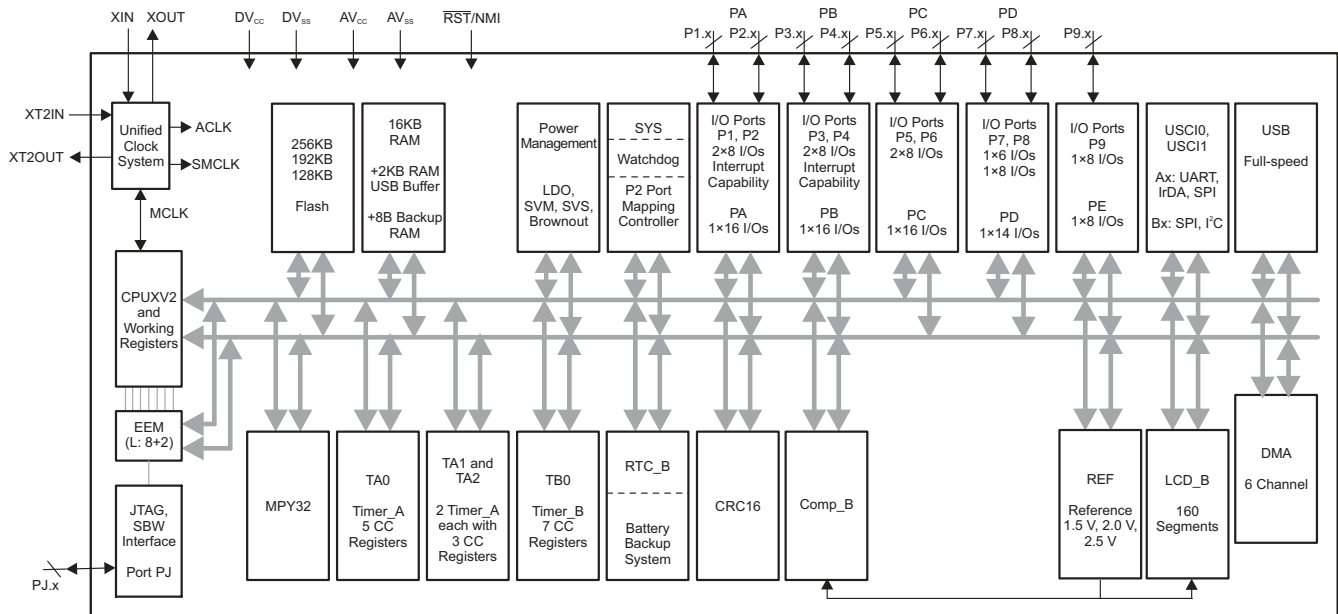 XIN XOUT DVCC DVSS AVCC AVSS RST/NMI PA PB PC PD
P1.x P2.x P3.x P4.x P5.x P6.x P7.x P8.x P9.x
XT2IN
XT2OUT
Unified
Clock
System
ACLK
SMCLK
MCLK
256KB
192KB
128KB
Flash
16KB
RAM
+2KB RAM
USB Buffer
+8B Backup
RAM
Power
Management
LDO,
SVM, SVS,
Brownout
SYS
Watchdog
P2 Port
Mapping
Controller
I/O Ports
P1, P2
2×8 I/Os
Interrupt
Capability
PA
1×16 I/Os
I/O Ports
P3, P4
2×8 I/Os
Interrupt
Capability
PB
1×16 I/Os
I/O Ports
P5, P6
2×8 I/Os
PC
1×16 I/Os
I/O Ports
P7, P8
1×6 I/Os
1×8 I/Os
PD
1×14 I/Os
I/O Ports
P9
1×8 I/Os
PE
1×8 I/Os
USCI0,
USCI1
Ax: UART,
IrDA, SPI
Bx: SPI, I²C
USB
Full-speed
CPUXV2
and
Working
Registers
EEM
(L: 8+2)
JTAG,
SBW
Interface
Port PJ
PJ.x
MPY32
TA0
Timer_A
5 CC
Registers
TA1 and
TA2
2 Timer_A
each with
3 CC
Registers
TB0
Timer_B
7 CC
Registers
RTC_B
Battery
Backup
System
CRC16
Comp_B
REF
Reference
1.5 V, 2.0 V,
2.5 V
LCD_B
160
Segments
DMA
6 Channel